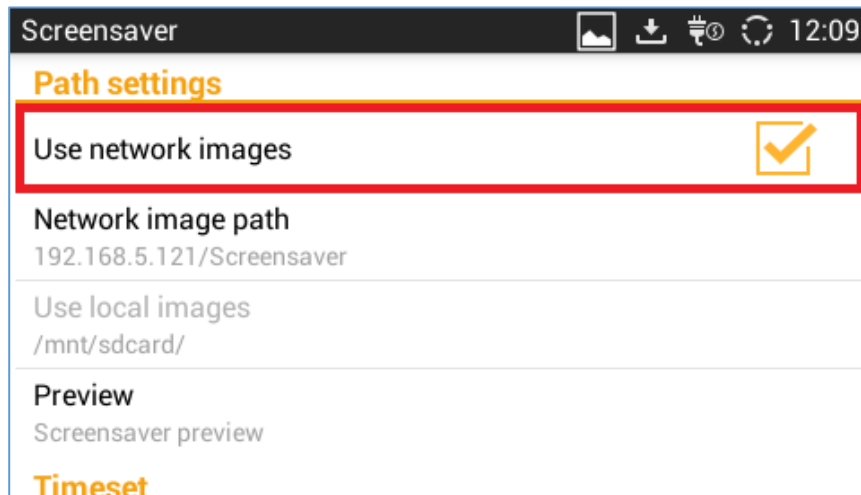 Screensaver 12:09
Path settings
Use network images
Network image path
192.168.5.121/Screensaver
Use local images
/mnt/sdcard/
Preview
Screensaver preview
Timeset